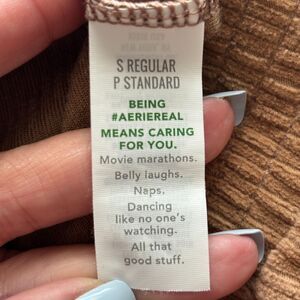 S REGULAR
P STANDARD
BEING
#AERIEREAL
MEANS CARING
FOR YOU.
Movie marathons.
Belly laughs.
Naps.
Dancing
like no one's
watching.
All that
good stuff.